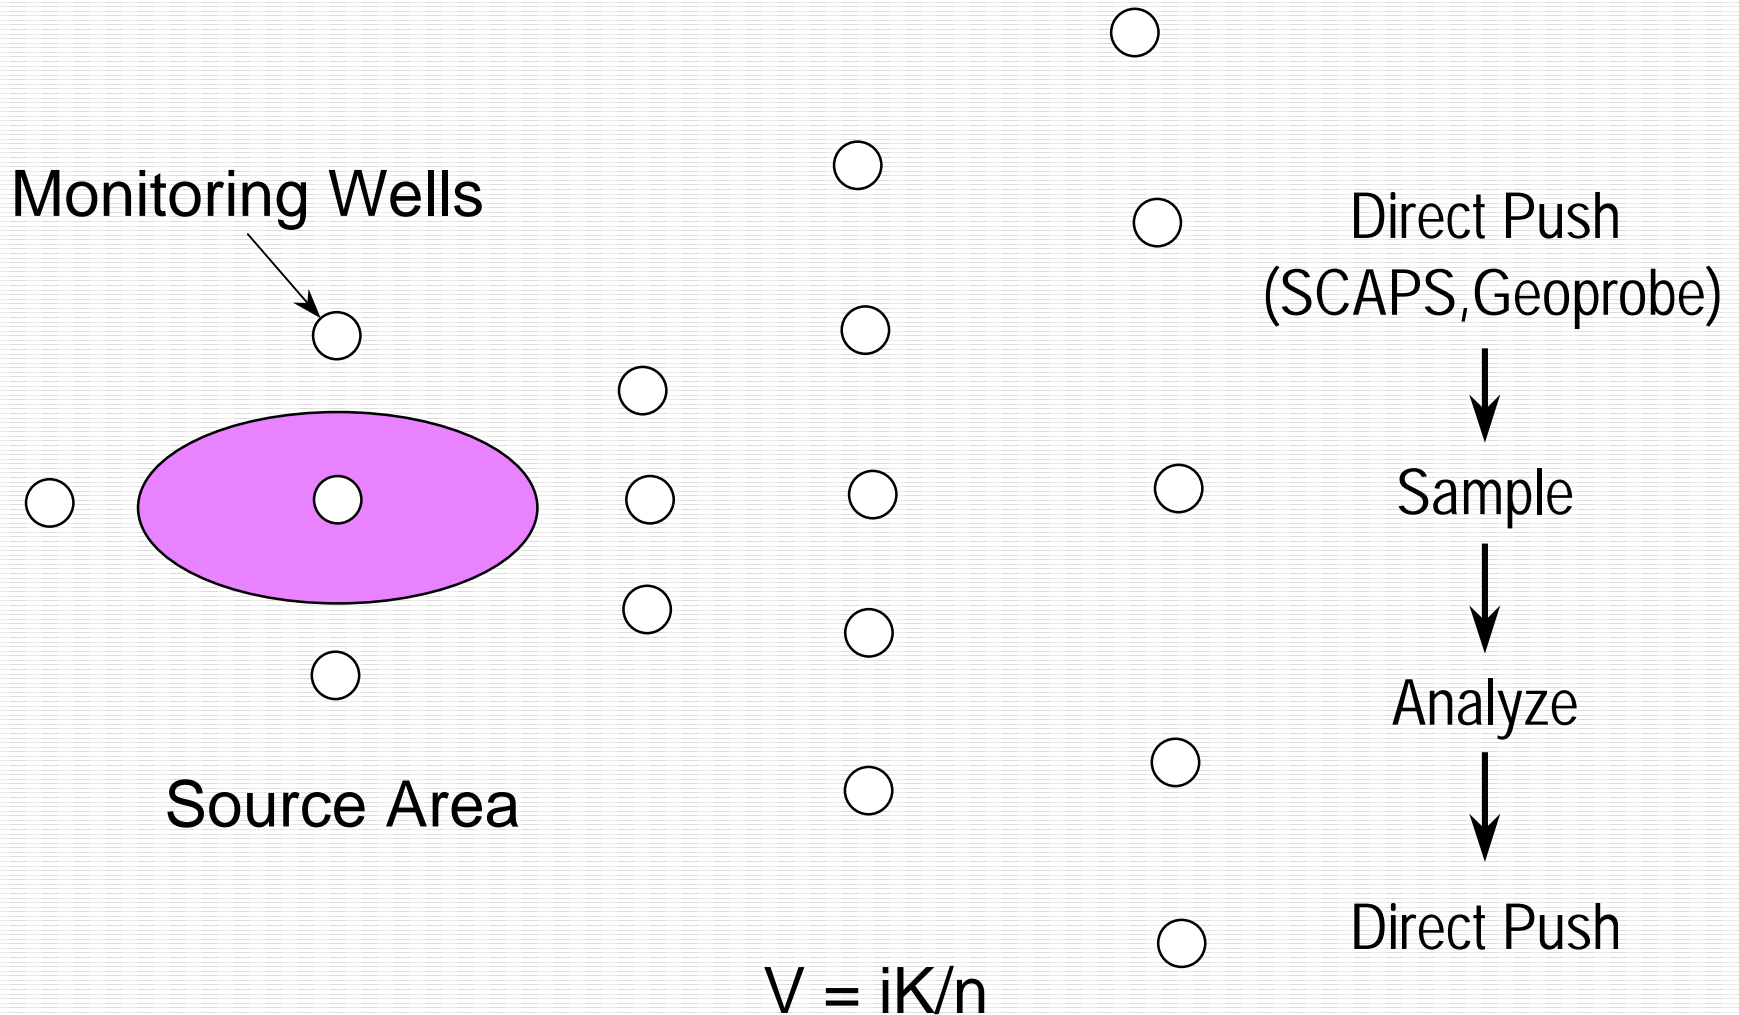 Monitoring Wells
Source Area
V = iK/n
Direct Push
(SCAPS,Geoprobe)
Sample
Analyze
Direct Push